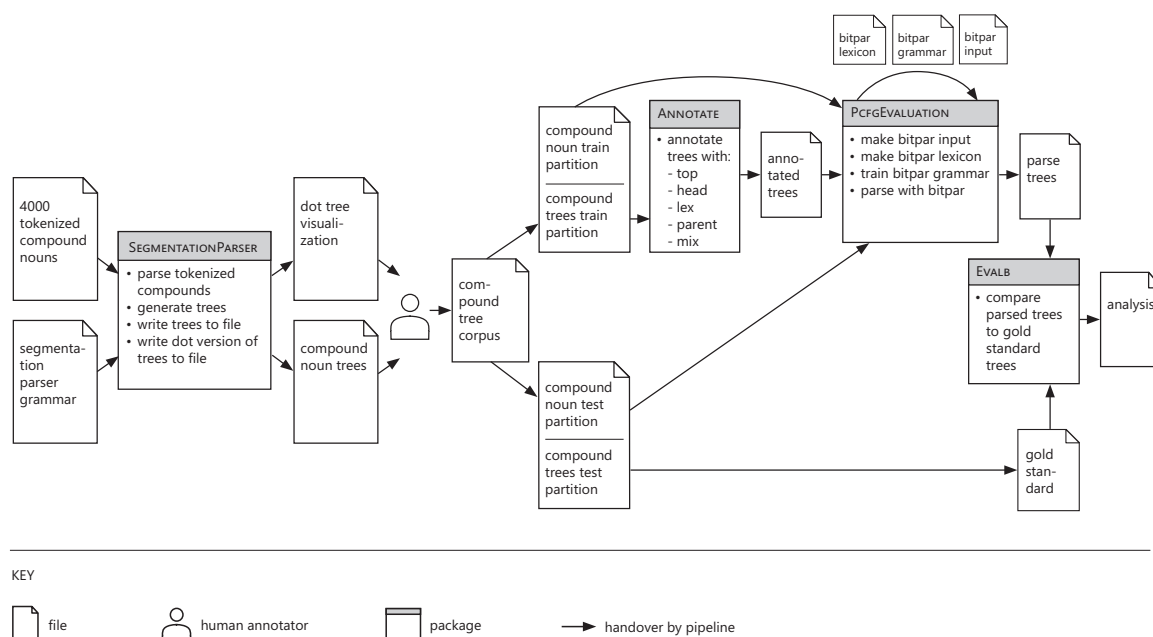 4000
tokenized
compound
nouns
segmenta-
tion
parser
grammar
SEGMENTATIONPARSER
• parse tokenized
compounds
• generate trees
• write trees to file
• write dot version of
trees to file
dot tree
visuali-
zation
compound
noun trees
com-
pound
tree
corpus
compound
noun train
partition
compound
trees train
partition
compound
noun test
partition
compound
trees test
partition
ANNOTATE
• annotate
trees with:
- top
- head
- lex
- parent
- mix
anno-
tated
trees
bitpar
lexicon
bitpar
grammar
bitpar
input
PCFGEVALUATION
• make bitpar input
• make bitpar lexicon
• train bitpar grammar
• parse with bitpar
parse
trees
EVALB
• compare
parsed trees
to gold
standard
trees
analysis
gold
stan-
dard
KEY
file
human annotator
package
handover by pipeline